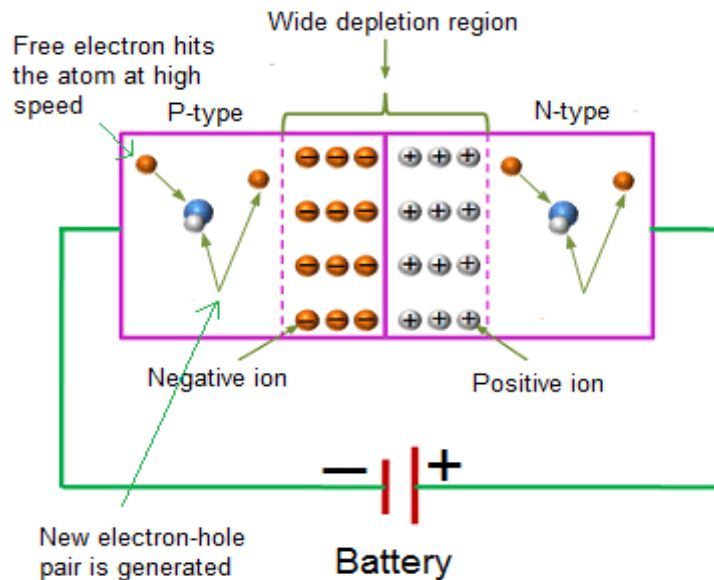 Wide depletion region
Free electron hits
the atom at high
speed
P-type
N-type
Negative ion
Positive ion
− +
New electron-hole
pair is generated
Battery